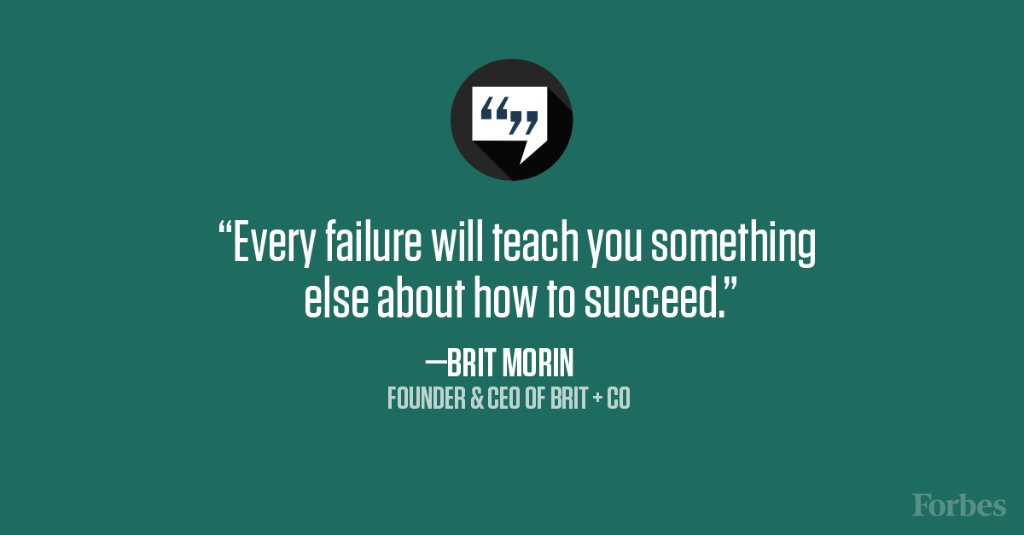 “Every failure will teach you something
else about how to succeed.”
—BRIT MORIN
FOUNDER & CEO OF BRIT + CO
Forbes